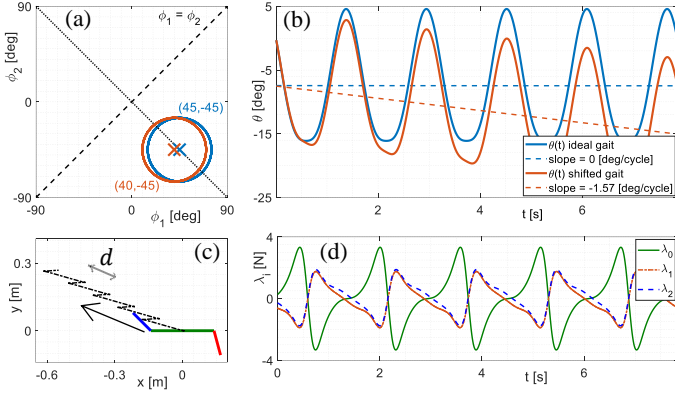 (a)
ϕ1 = ϕ2
90
0
-90
ϕ2 [deg]
(45,-45)
(40,-45)
-90
0
90
ϕ1 [deg]
(b)
5
-5
-15
-25
θ [deg]
θ(t) ideal gait
slope = 0 [deg/cycle]
θ(t) shifted gait
slope = -1.57 [deg/cycle]
2
4
6
t [s]
(c)
d
0.3
0
y [m]
-0.6
-0.3
0
x [m]
(d)
4
0
-4
λi [N]
λ0
λ1
λ2
0
2
4
6
t [s]